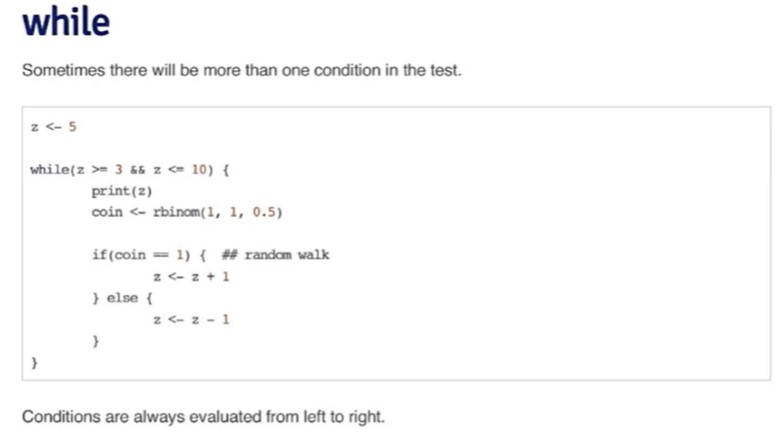 while
Sometimes there will be more than one condition in the test.
z <- 5
while(z >= 3 && z <= 10) {
        print(z)
        coin <- rbinom(1, 1, 0.5)
        if(coin == 1) {  ## random walk
                z <- z + 1
        } else {
                z <- z - 1
        }
}
Conditions are always evaluated from left to right.